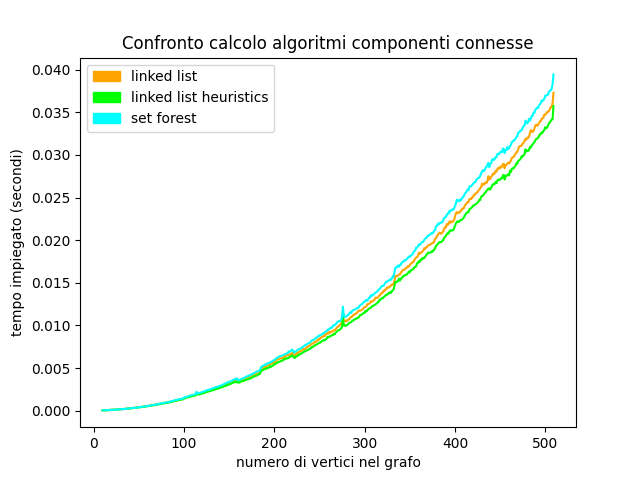 Confronto calcolo algoritmi componenti connesse
linked list
linked list heuristics
set forest
0.040
0.035
0.030
0.025
0.020
0.015
0.010
0.005
0.000
tempo impiegato (secondi)
0 100 200 300 400 500
numero di vertici nel grafo